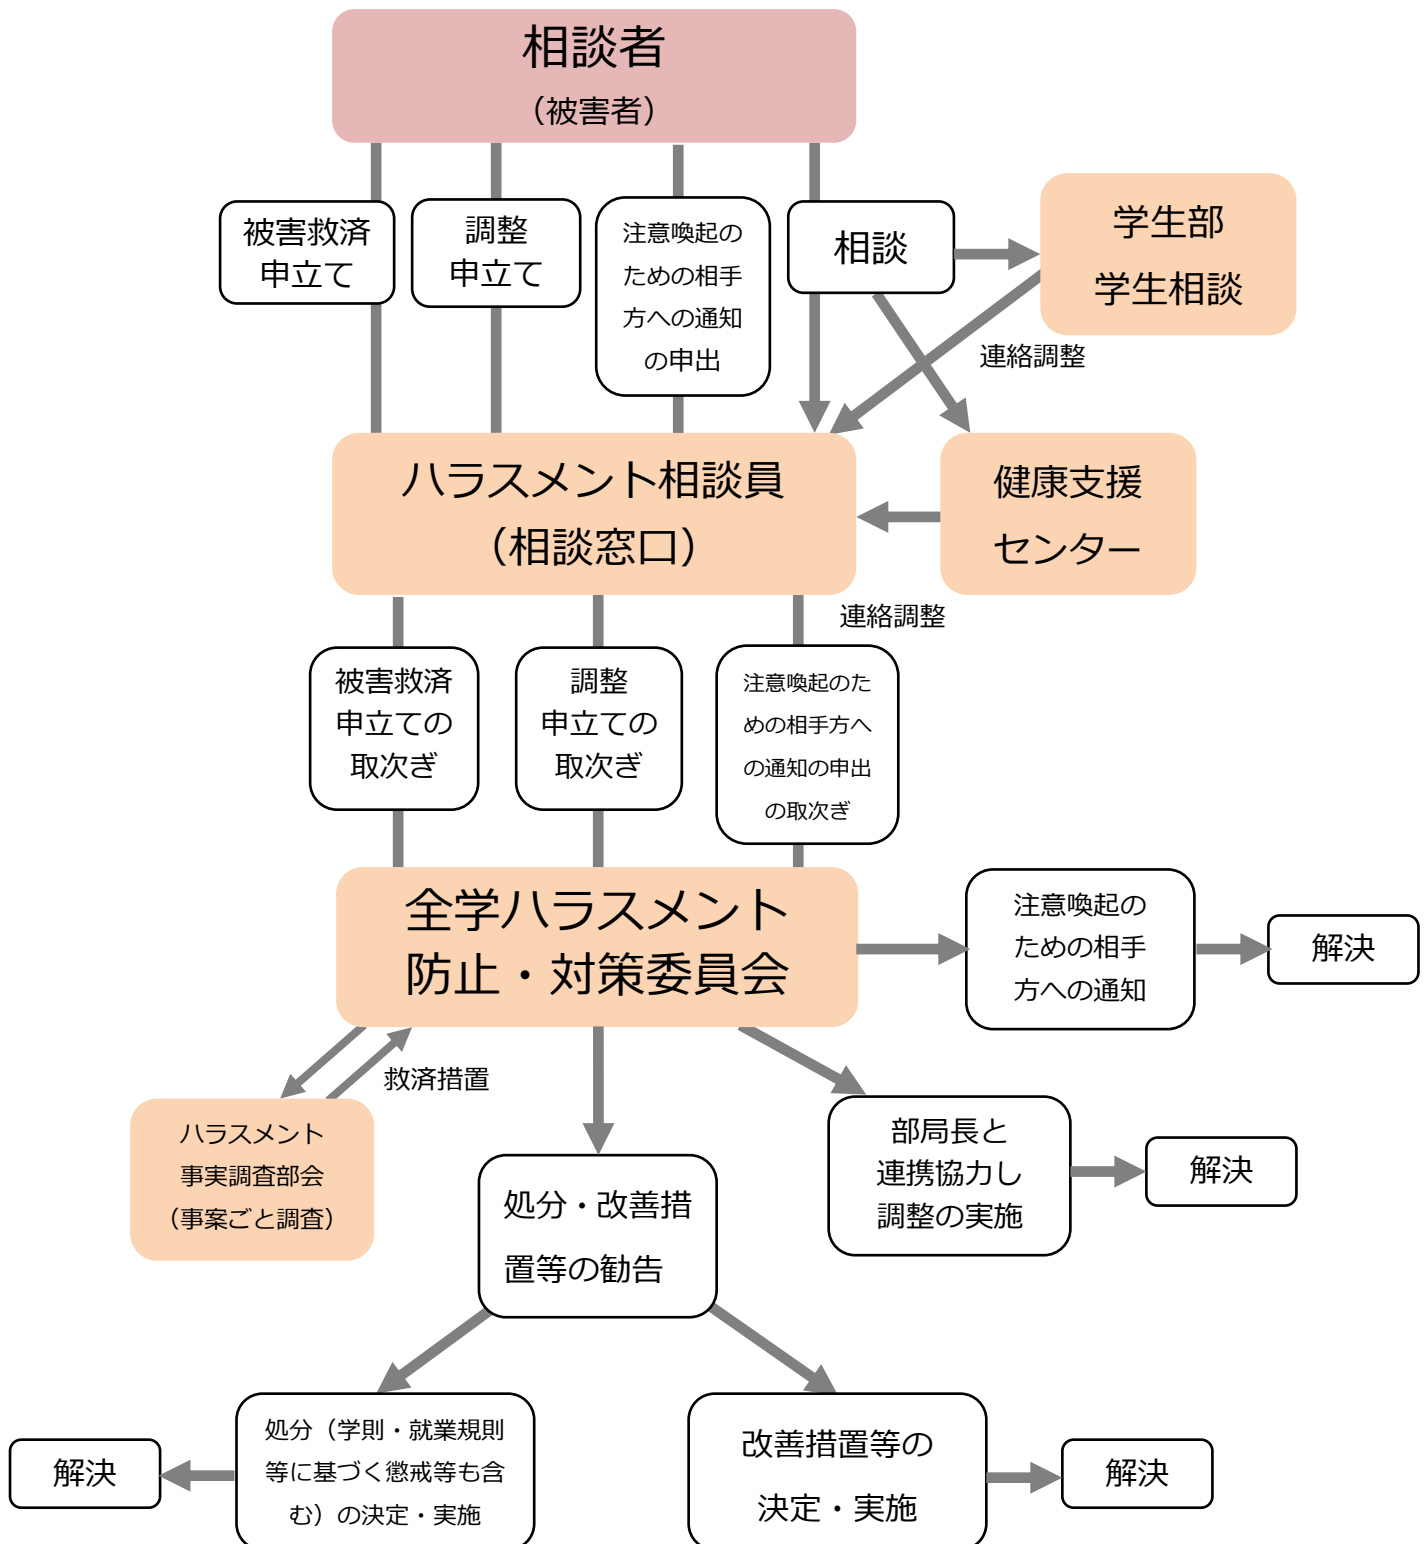 相談者
（被害者）
被害救済
申立て
調整
申立て
注意喚起の
ための相手
方への通知
の申出
相談
学生部
学生相談
連絡調整
ハラスメント相談員
（相談窓口）
健康支援
センター
連絡調整
被害救済
申立ての
取次ぎ
調整
申立ての
取次ぎ
注意喚起のた
めの相手方へ
の通知の申出
の取次ぎ
全学ハラスメント
防止・対策委員会
注意喚起の
ための相手
方への通知
解決
救済措置
ハラスメント
事実調査部会
（事案ごと調査）
部局長と
連携協力し
調整の実施
解決
処分・改善措
置等の勧告
処分（学則・就業規則
等に基づく懲戒等も含
む）の決定・実施
解決
改善措置等の
決定・実施
解決